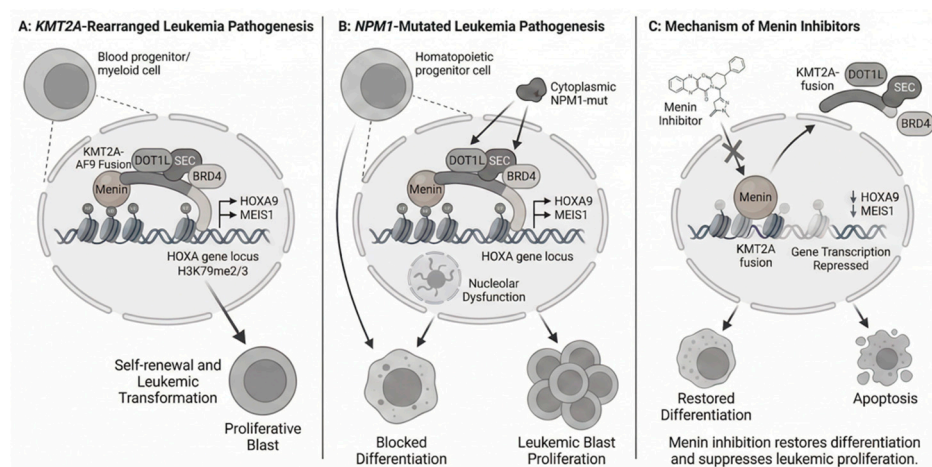 A: KMT2A-Rearranged Leukemia Pathogenesis
Blood progenitor/
myeloid cell
KMT2A-
AF9 Fusion
DOT1L
SEC
BRD4
Menin
HOXA9
MEIS1
HOXA gene locus
H3K79me2/3
Self-renewal and
Leukemic
Transformation
Proliferative
Blast
B: NPM1-Mutated Leukemia Pathogenesis
Homatopoietic
progenitor cell
Cytoplasmic
NPM1-mut
DOT1L
SEC
BRD4
Menin
HOXA9
MEIS1
HOXA gene locus
Nucleolar
Dysfunction
Blocked
Differentiation
Leukemic Blast
Proliferation
C: Mechanism of Menin Inhibitors
Menin
Inhibitor
KMT2A-
fusion
DOT1L
SEC
BRD4
Menin
HOXA9
MEIS1
KMT2A
fusion
Gene Transcription
Repressed
Restored
Differentiation
Apoptosis
Menin inhibition restores differentiation
and suppresses leukemic proliferation.